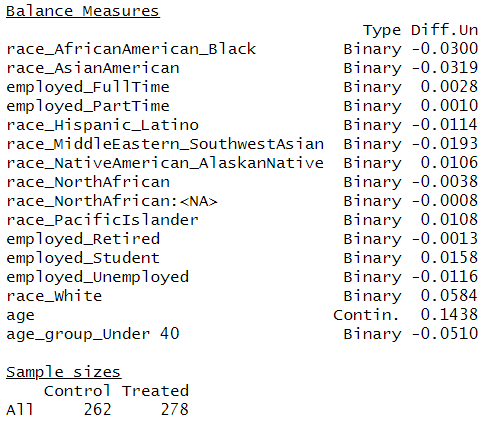 Balance Measures
Type Diff.Un
race_AfricanAmerican_Black Binary -0.0300
race_AsianAmerican Binary -0.0319
employed_FullTime Binary 0.0028
employed_PartTime Binary 0.0010
race_Hispanic_Latino Binary -0.0114
race_MiddleEastern_SouthwestAsian Binary -0.0193
race_NativeAmerican_AlaskanNative Binary 0.0106
race_NorthAfrican Binary -0.0038
race_NorthAfrican:<NA> Binary -0.0008
race_PacificIslander Binary 0.0108
employed_Retired Binary -0.0013
employed_Student Binary 0.0158
employed_Unemployed Binary -0.0116
race_White Binary 0.0584
age Contin. 0.1438
age_group_Under 40 Binary -0.0510
Sample sizes
Control Treated
All 262 278